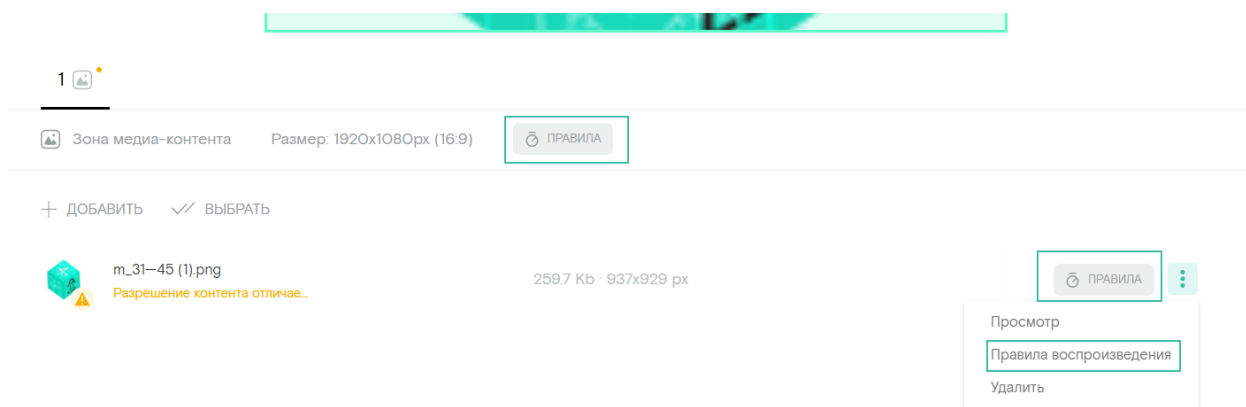 1
Зона медиа-контента Размер: 1920x1080px (16:9) ПРАВИЛА
ДОБАВИТЬ ВЫБРАТЬ
m_31—45 (1).png
Разрешение контента отличае...
259.7 Kb · 937x929 px
ПРАВИЛА
Просмотр
Правила воспроизведения
Удалить